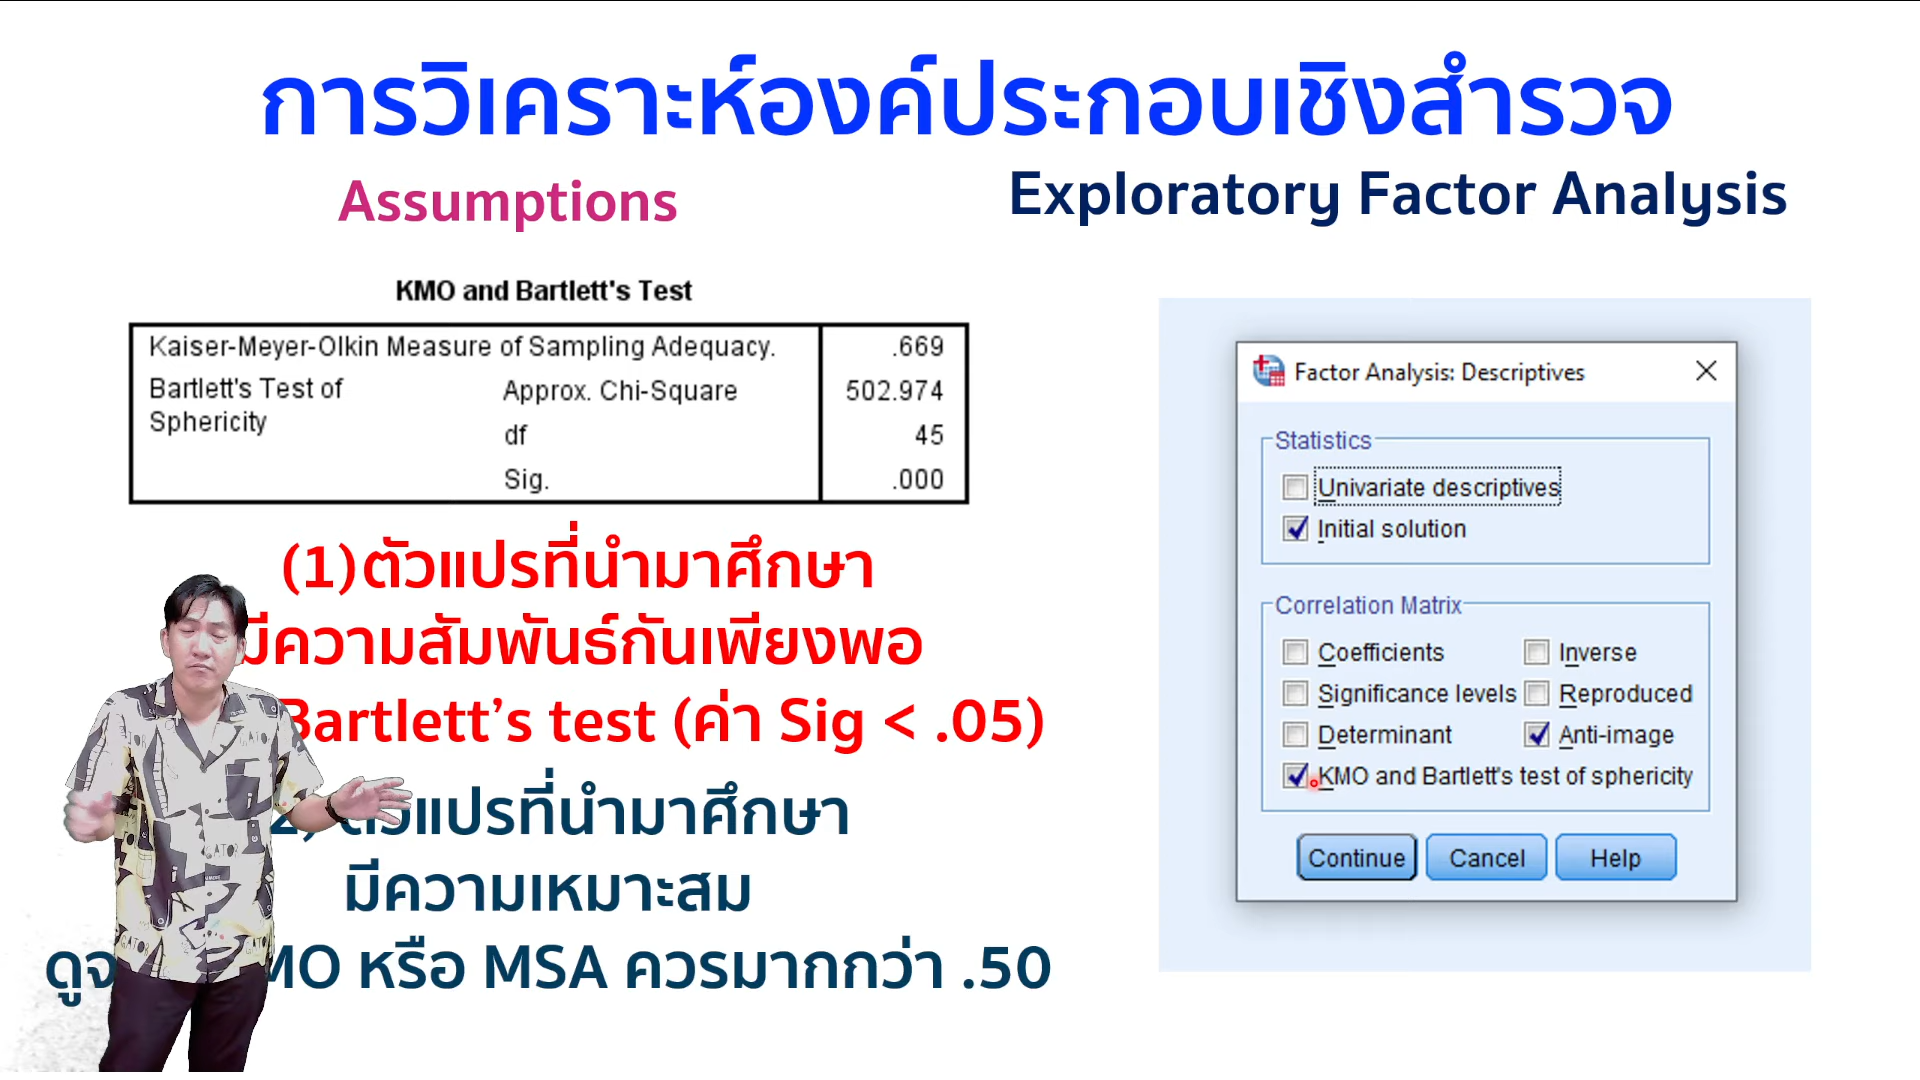 การวิเคราะห์องค์ประกอบเชิงสำรวจ
Assumptions
Exploratory Factor Analysis
KMO and Bartlett's Test
Kaiser-Meyer-Olkin Measure of Sampling Adequacy. .669
Bartlett's Test of Sphericity Approx. Chi-Square 502.974
df 45
Sig. .000
(1)ตัวแปรที่นำมาศึกษา
มีความสัมพันธ์กันเพียงพอ
Bartlett’s test (ค่า Sig < .05)
ตัวแปรที่นำมาศึกษา
มีความเหมาะสม
หรือ MSA ควรมากกว่า .50
Factor Analysis: Descriptives
Statistics
Univariate descriptives
Initial solution
Correlation Matrix
Coefficients Inverse
Significance levels Reproduced
Determinant Anti-image
KMO and Bartlett's test of sphericity
Continue Cancel Help